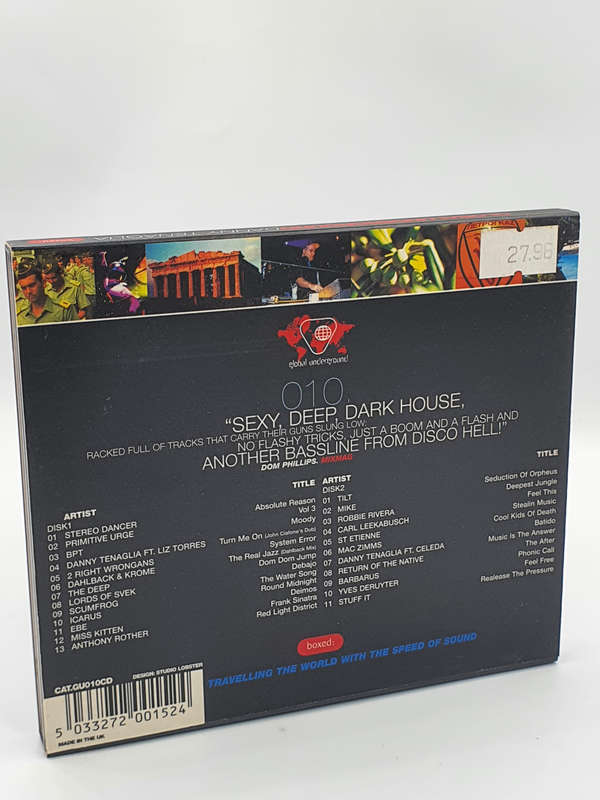 27.96
global underground
010.
“SEXY, DEEP, DARK HOUSE,
RACKED FULL OF TRACKS THAT CARRY THEIR GUNS SLUNG LOW.
NO FLASHY TRICKS, JUST A BOOM AND A FLASH AND
ANOTHER BASSLINE FROM DISCO HELL!”
DOM PHILLIPS. MIXMAG
ARTIST TITLE
DISK1
01 STEREO DANCER Absolute Reason
02 PRIMITIVE URGE Vol 3
03 BPT Moody
04 DANNY TENAGLIA FT. LIZ TORRES Turn Me On (John Ciafone's Dub)
05 2 RIGHT WRONGANS System Error
06 DAHLBACK & KROME The Real Jazz (Dahlback Mix)
07 THE DEEP Dom Dom Jump
08 LORDS OF SVEK Debajo
09 SCUMFROG The Water Song
10 ICARUS Round Midnight
11 EBE Deimos
12 MISS KITTEN Frank Sinatra
13 ANTHONY ROTHER Red Light District
ARTIST TITLE
DISK2
01 TILT Seduction Of Orpheus
02 MIKE Deepest Jungle
03 ROBBIE RIVERA Feel This
04 CARL LEEKABUSCH Stealin Music
05 ST ETIENNE Cool Kids Of Death
06 MAC ZIMMS Batido
07 DANNY TENAGLIA FT. CELEDA Music Is The Answer
08 RETURN OF THE NATIVE The After
09 BARBARUS Phonic Call
10 YVES DERUYTER Feel Free
11 STUFF IT Realease The Pressure
boxed:
TRAVELLING THE WORLD WITH THE SPEED OF SOUND
CAT.GU010CD DESIGN: STUDIO LOBSTER
5 033272 001524
MADE IN THE UK